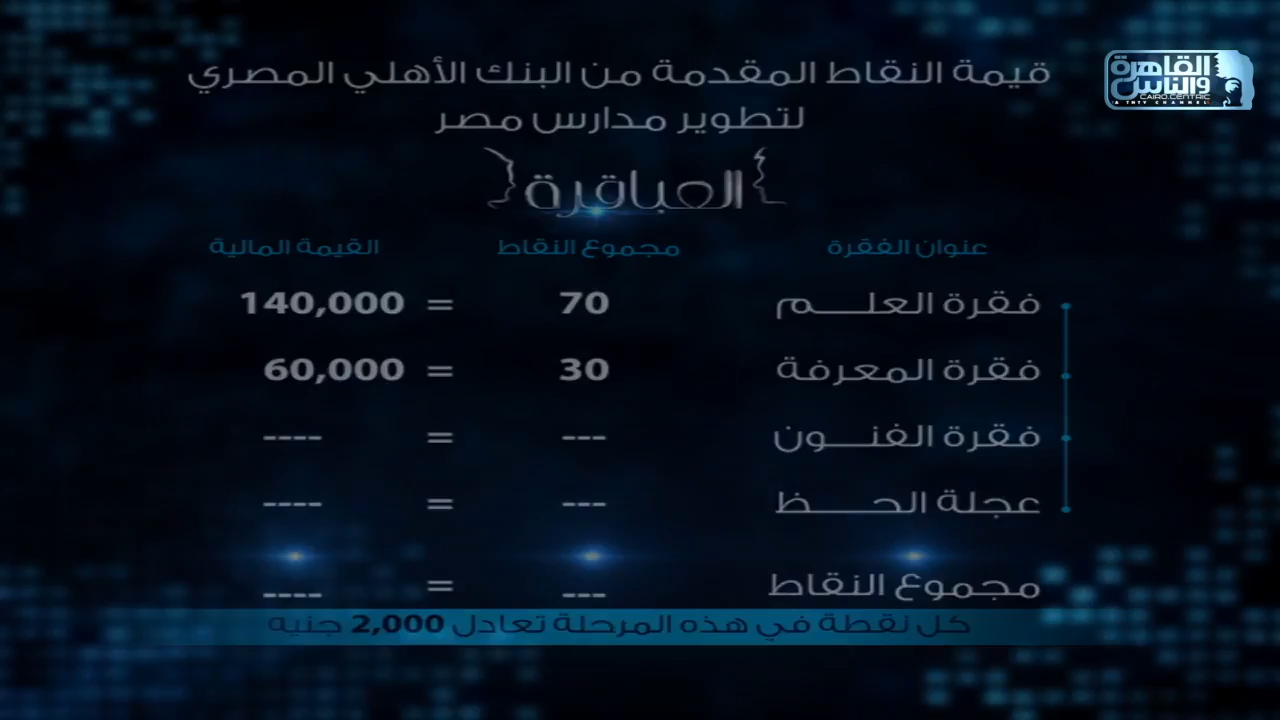 قيمة النقاط المقدمة من البنك الأهلي المصري
لتطوير مدارس مصر
العباقرة
القاهرة
والناس
CAIRO.CENTRIC
A TNTV CHANNEL
عنوان الفقرة مجموع النقاط القيمة المالية
فقرة العلـــم 70 = 140,000
فقرة المعرفة 30 = 60,000
فقرة الفنـــون --- = ----
عجلة الحـــظ --- = ----
مجموع النقاط --- = ----
كل نقطة في هذه المرحلة تعادل 2,000 جنيه